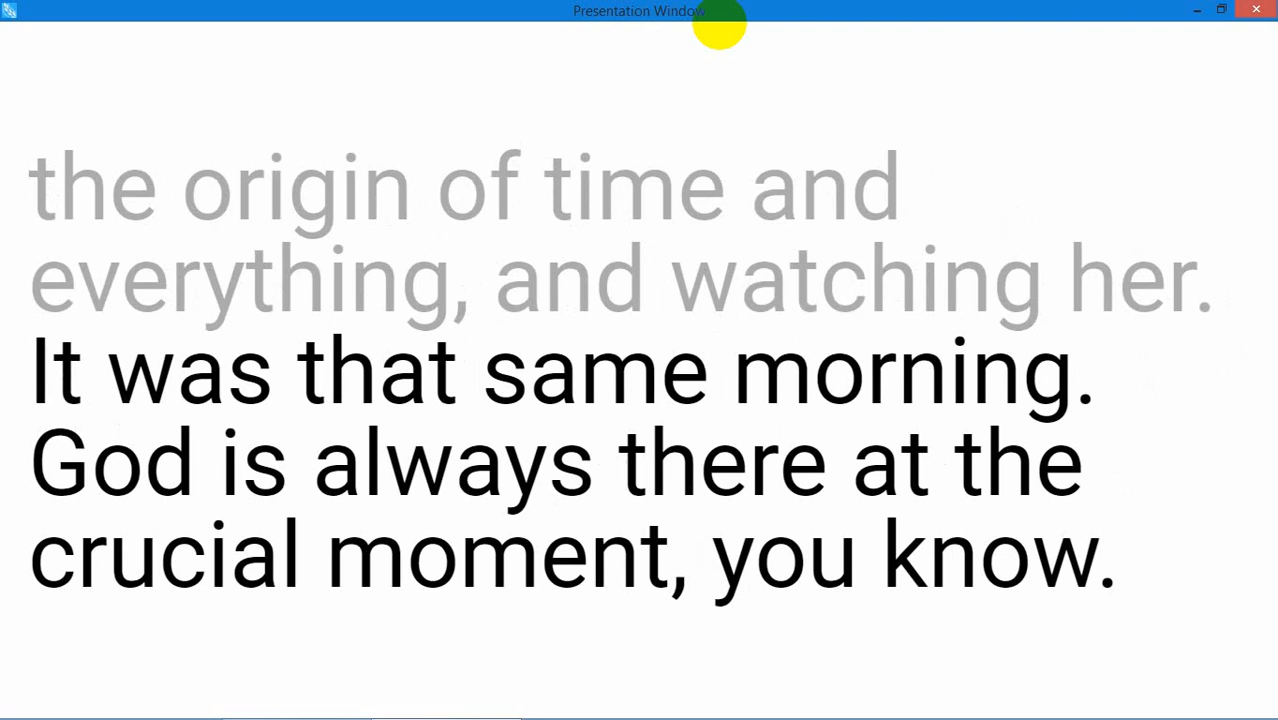 Presentation Window
the origin of time and
everything, and watching her.
It was that same morning.
God is always there at the
crucial moment, you know.